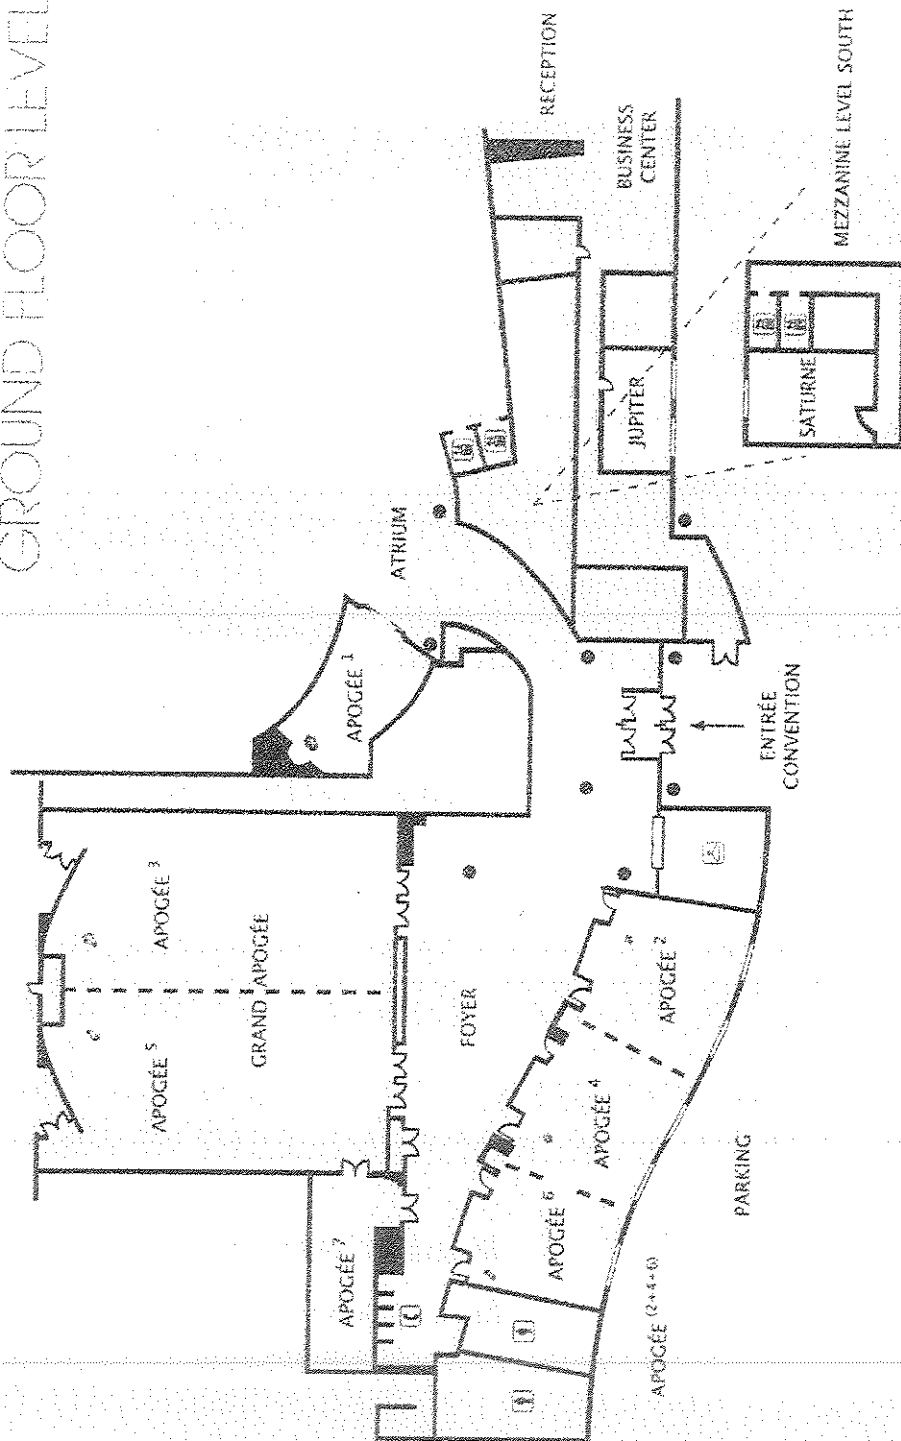 GROUND FLOOR LEVEL
APOGÉE 5
APOGÉE 3
GRAND APOGÉE
APOGÉE 7
FOYER
APOGÉE 1
ATRIUM
RECEPTION
BUSINESS
CENTER
JUPITER
APOGÉE 6
APOGÉE 4
APOGÉE 2
ENTRÉE
CONVENTION
SATURNE
MEZZANINE LEVEL SOUTH
PARKING
APOGÉE (2+4+6)